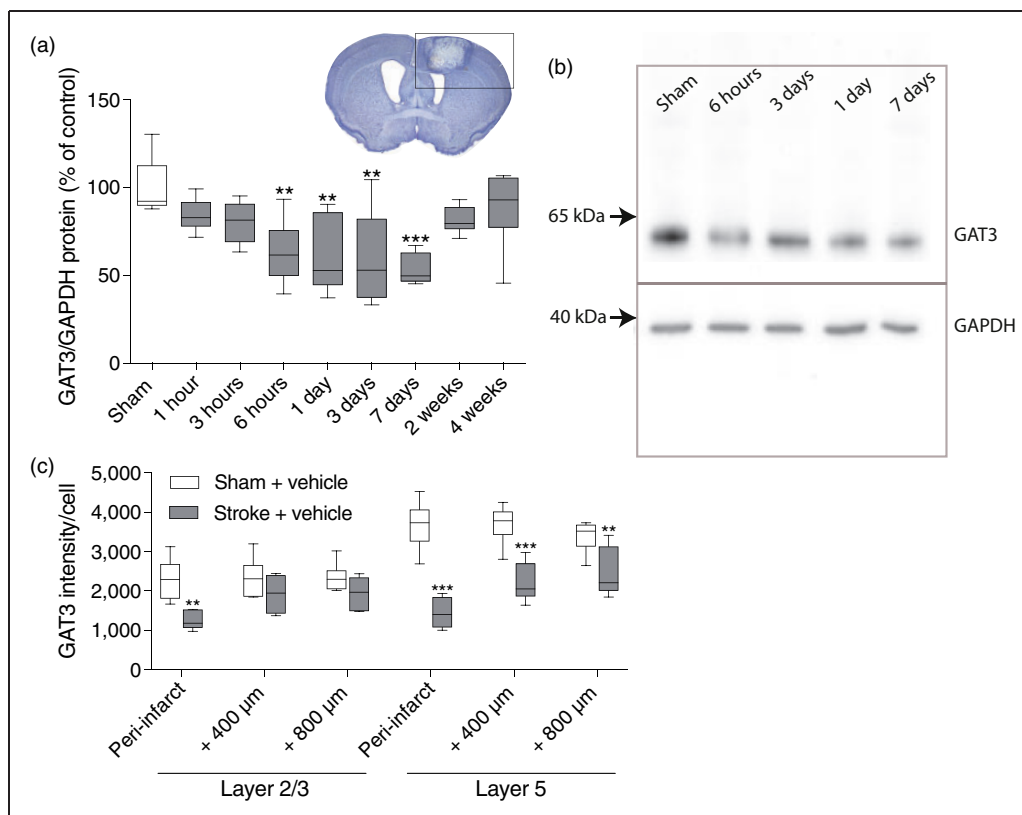 (a)
GAT3/GAPDH protein (% of control)
150
100
50
0
**
**
**
***
Sham
1 hour
3 hours
6 hours
1 day
3 days
7 days
2 weeks
4 weeks
(b)
Sham
6 hours
3 days
1 day
7 days
65 kDa
GAT3
40 kDa
GAPDH
(c)
GAT3 intensity/cell
5,000
4,000
3,000
2,000
1,000
0
Sham + vehicle
Stroke + vehicle
**
***
***
**
Peri-infarct
+ 400 μm
+ 800 μm
Peri-infarct
+ 400 μm
+ 800 μm
Layer 2/3
Layer 5